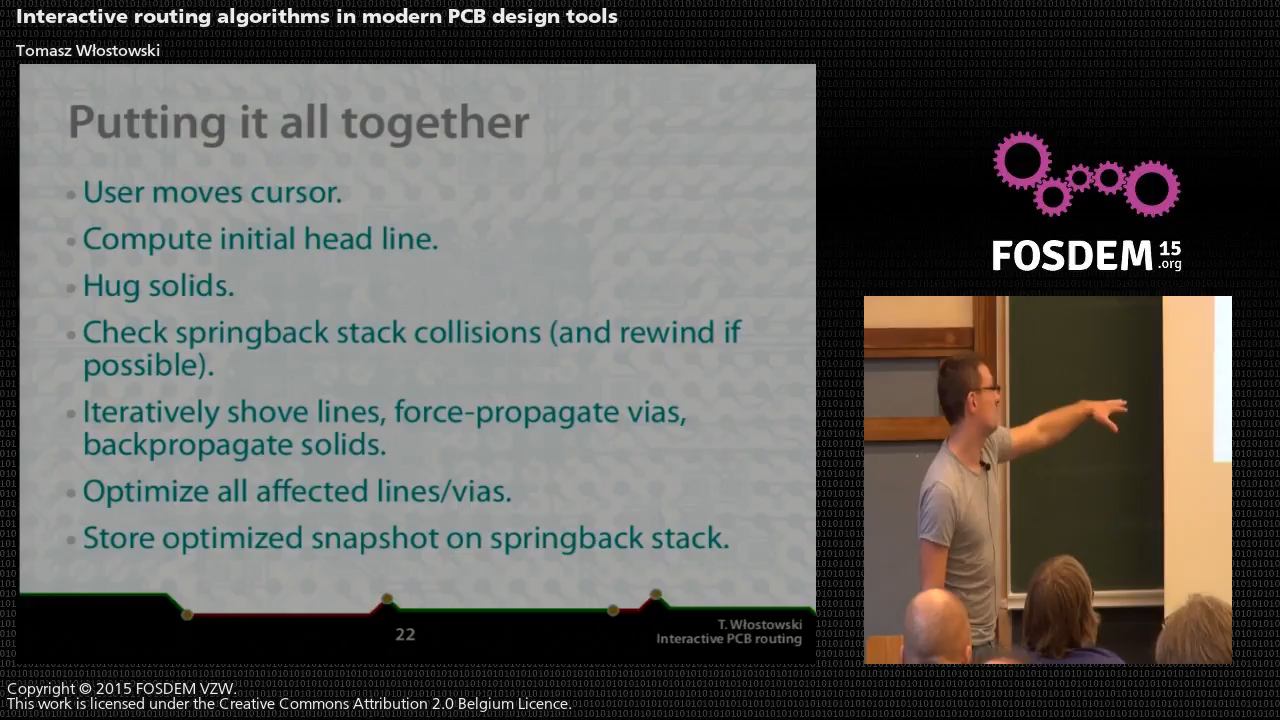 Interactive routing algorithms in modern PCB design tools
Tomasz Włostowski
Putting it all together
User moves cursor.
Compute initial head line.
Hug solids.
Check springback stack collisions (and rewind if
possible).
Iteratively shove lines, force-propagate vias,
backpropagate solids.
Optimize all affected lines/vias.
Store optimized snapshot on springback stack.
22
T. Włostowski
Interactive PCB routing
FOSDEM 15
.org
Copyright © 2015 FOSDEM VZW.
This work is licensed under the Creative Commons Attribution 2.0 Belgium Licence.